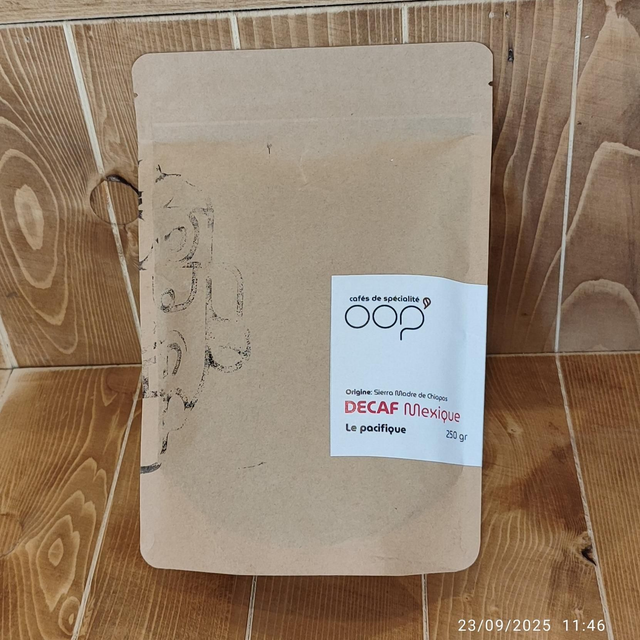 cafés de spécialité
OOP'
Origine: Sierra Madre de Chiapas
DECAF Mexique
Le pacifique
250 gr
23/09/2025 11:46